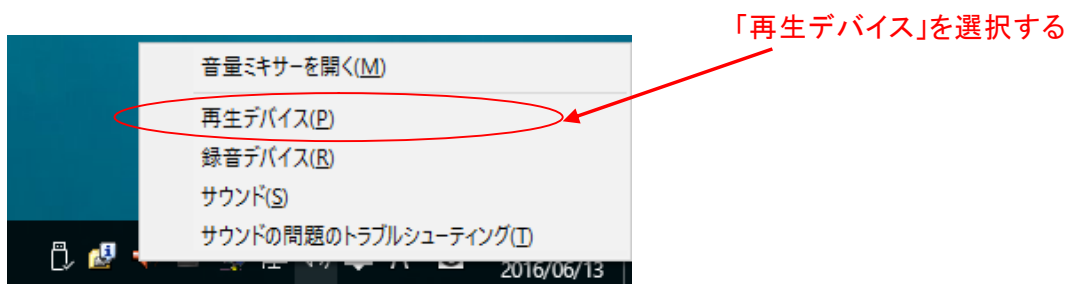 「再生デバイス」を選択する
音量ミキサーを開く(M)
再生デバイス(P)
録音デバイス(R)
サウンド(S)
サウンドの問題のトラブルシューティング(T)
2016/06/13